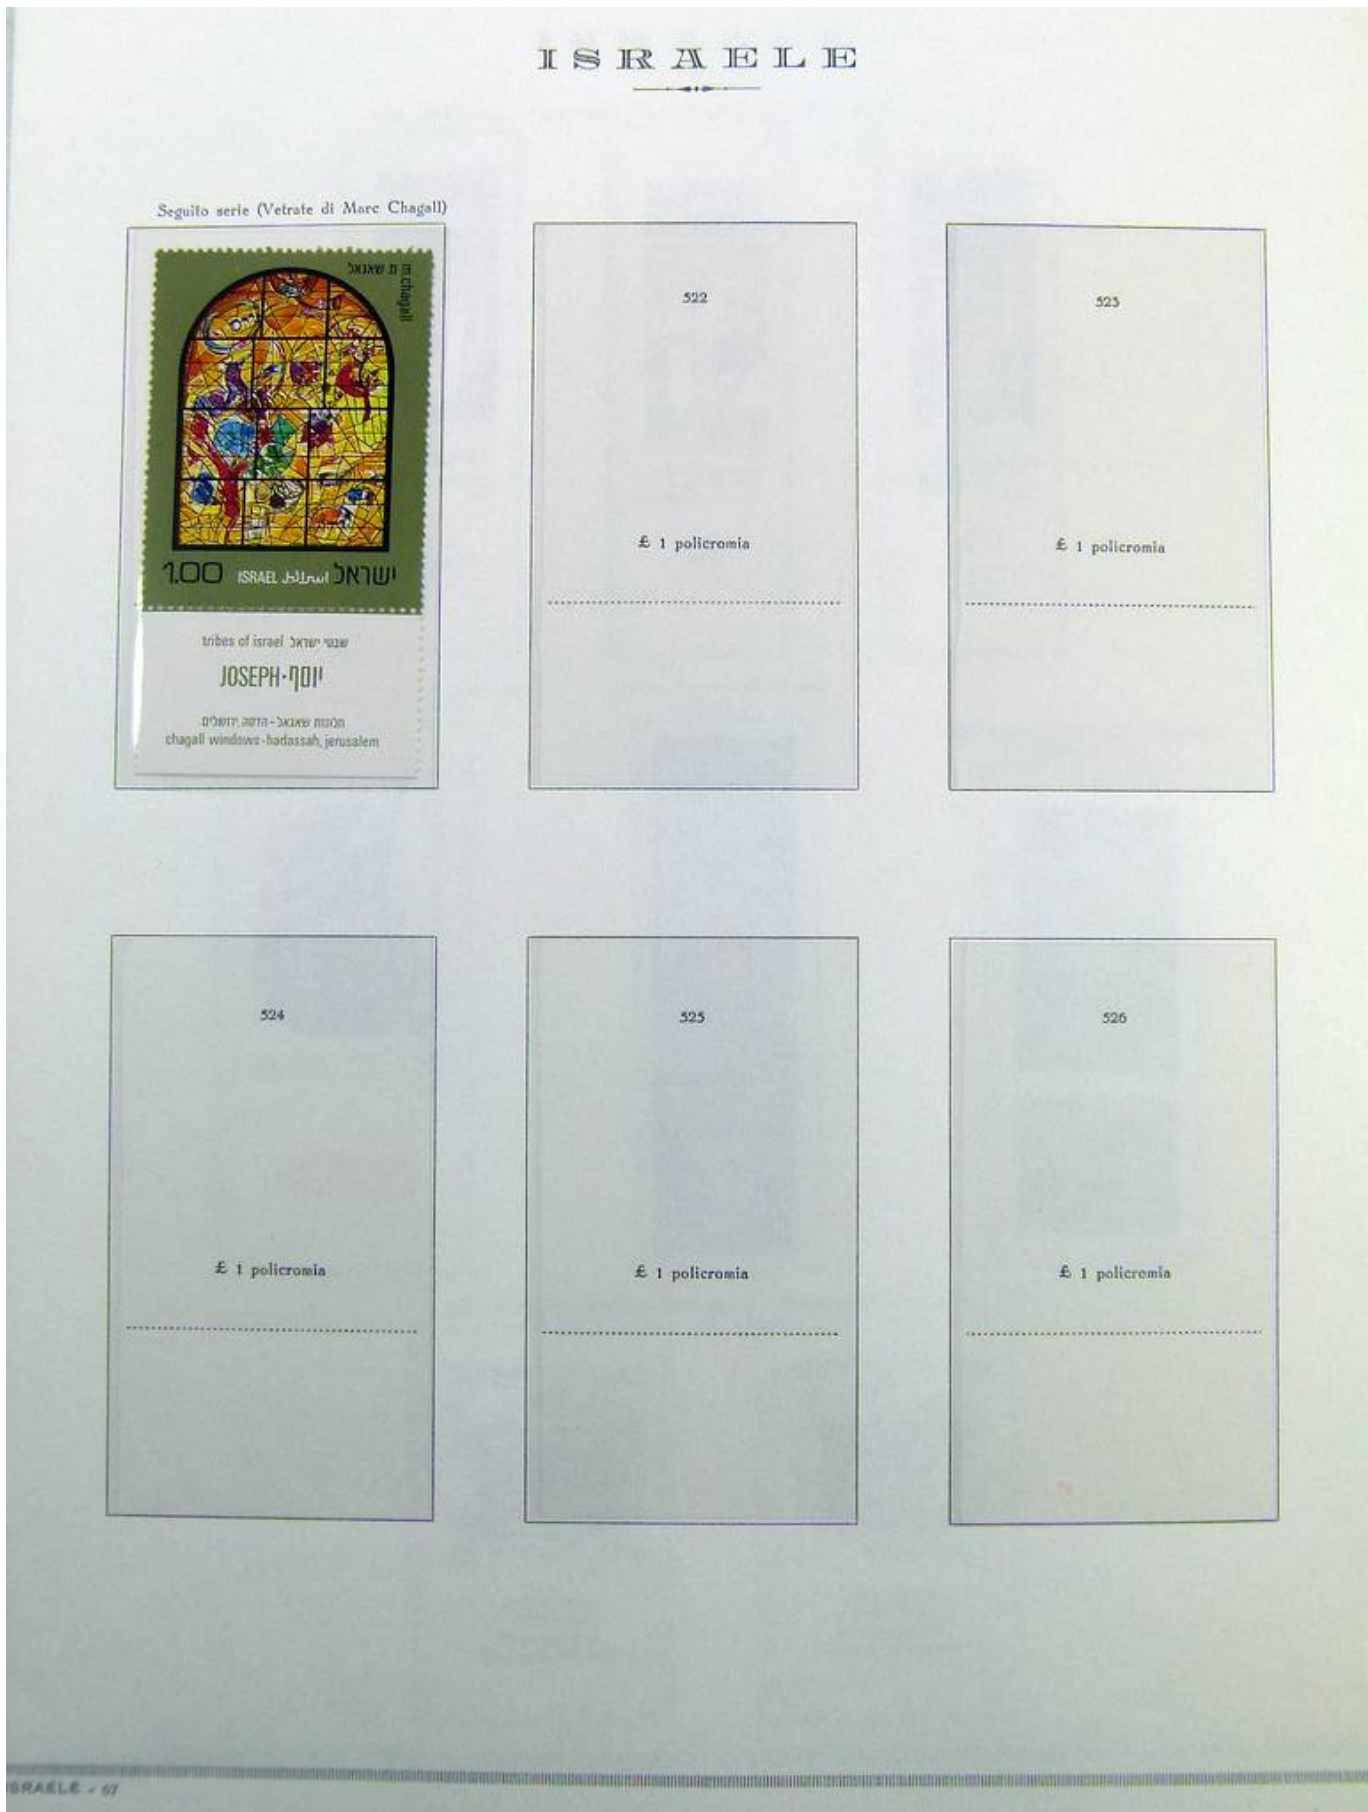 ISRAELE
Seguito serie (Vetrate di Marc Chagall)
מ. שאגאל
m.chagall
1.00 ISRAEL اسرائيل ישראל
tribes of israel שבטי ישראל
JOSEPH · יוסף
חלונות שאגאל - הדסה, ירושלים
chagall windows - hadassah, jerusalem
522
£ 1 policromia
523
£ 1 policromia
524
£ 1 policromia
525
£ 1 policromia
526
£ 1 policromia
ISRAELE - 67